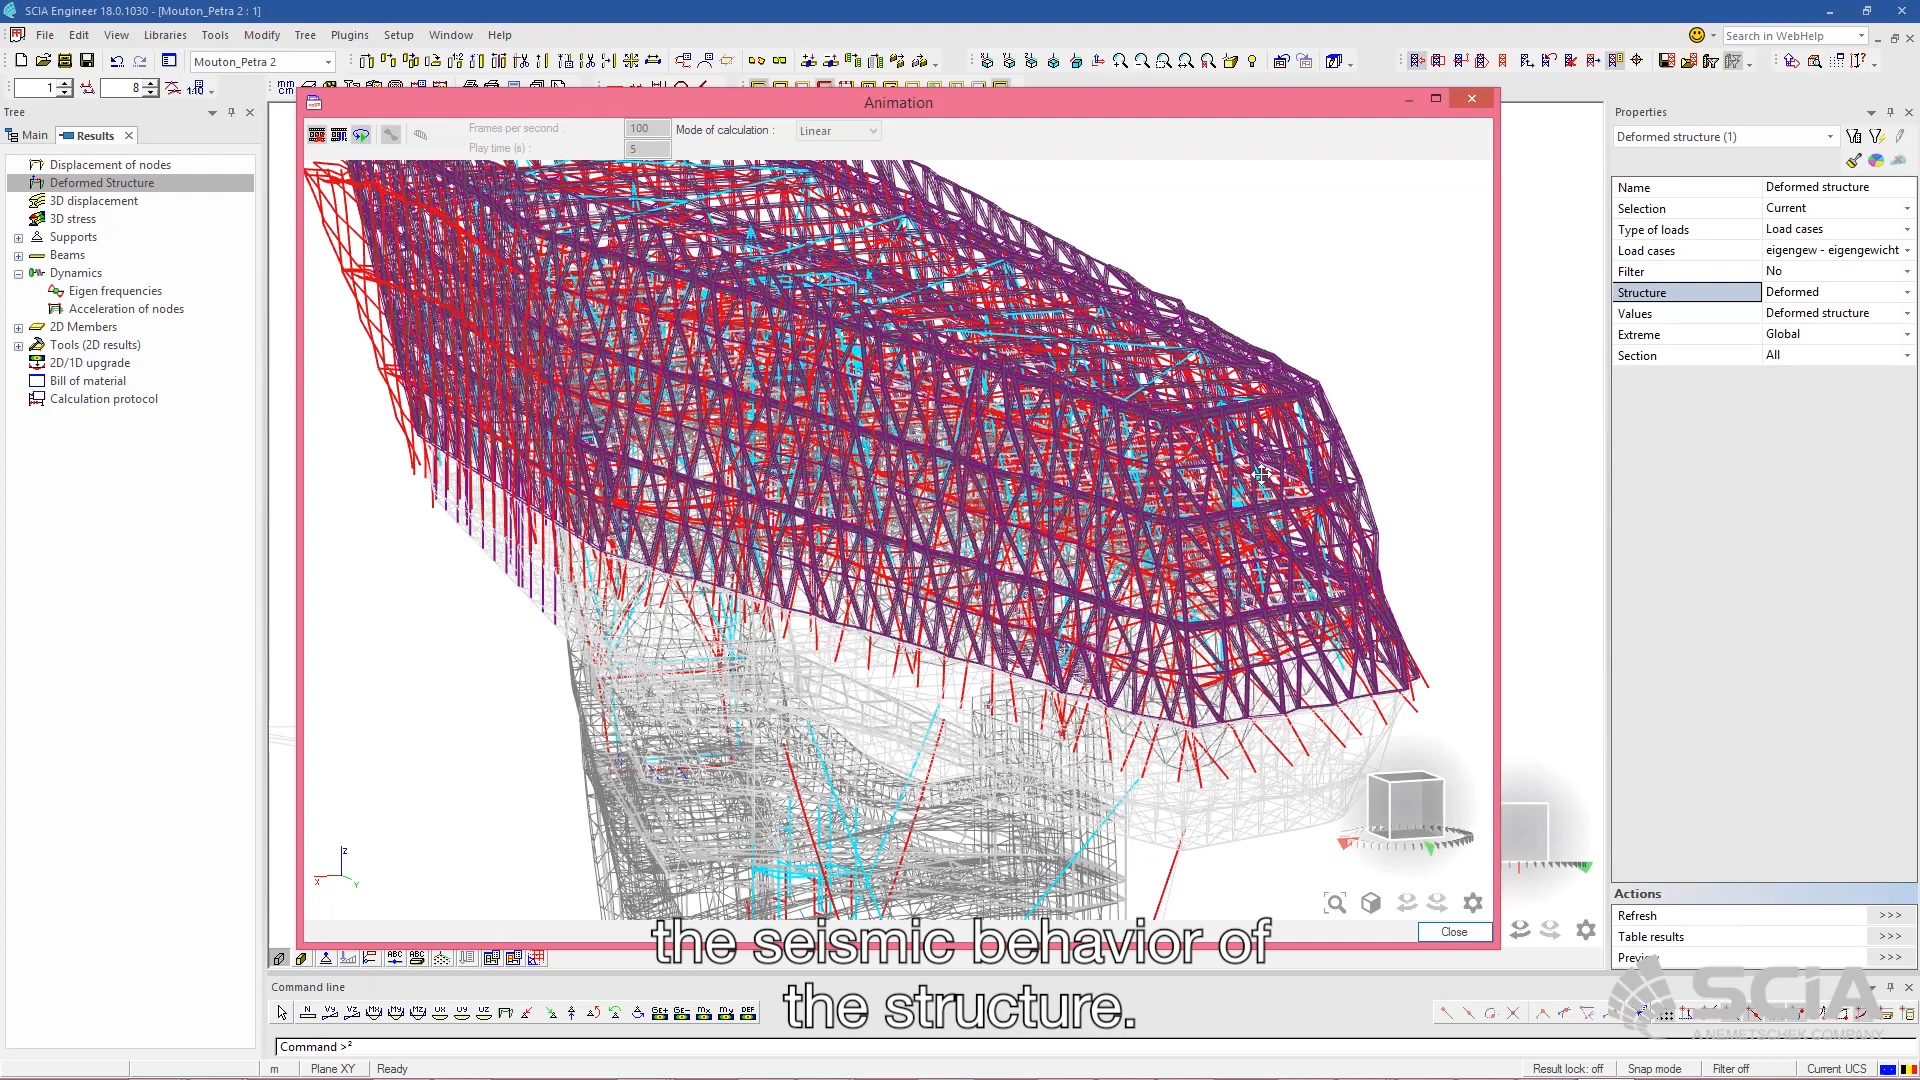 SCIA Engineer 18.0.1030 - [Mouton_Petra 2 : 1]
File Edit View Libraries Tools Modify Tree Plugins Setup Window Help
Search in WebHelp
Mouton_Petra 2
1 8
Tree
Main Results
Displacement of nodes
Deformed Structure
3D displacement
3D stress
Supports
Beams
Dynamics
Eigen frequencies
Acceleration of nodes
2D Members
Tools (2D results)
2D/1D upgrade
Bill of material
Calculation protocol
Animation
Frames per second : 100 Mode of calculation : Linear
Play time (s) : 5
Z
X
Y
Close
Properties
Deformed structure (1)
Name Deformed structure
Selection Current
Type of loads Load cases
Load cases eigengew - eigengewicht
Filter No
Structure Deformed
Values Deformed structure
Extreme Global
Section All
Actions
Refresh >>>
Table results >>>
Preview >>>
the seismic behavior of
the structure.
SCIA
A NEMETSCHEK COMPANY
Command line
Command >²
m Plane XY Ready
Result lock: off Snap mode Filter off Current UCS